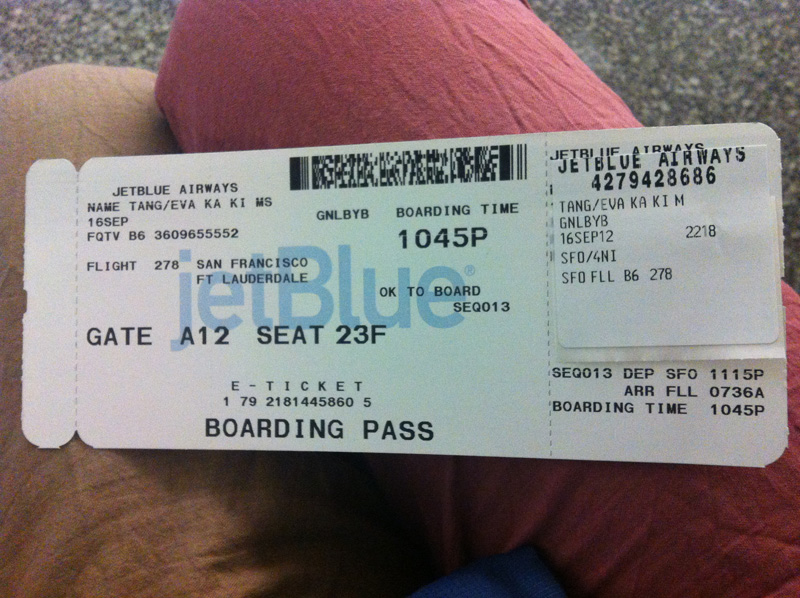 JETBLUE AIRWAYS
NAME TANG/EVA KA KI MS
16SEP
FQTV B6 3609655552
GNLBYB BOARDING TIME
1045P
FLIGHT 278 SAN FRANCISCO
FT LAUDERDALE
jetBlue®
OK TO BOARD
SEQ013
GATE A12 SEAT 23F
E-TICKET
1 79 2181445860 5
BOARDING PASS
JETBLUE AIRWAYS
JETBLUE AIRWAYS
4279428686
TANG/EVA KA KI M
GNLBYB
16SEP12 2218
SFO/4NI
SFO FLL B6 278
SEQ013 DEP SFO 1115P
ARR FLL 0736A
BOARDING TIME 1045P